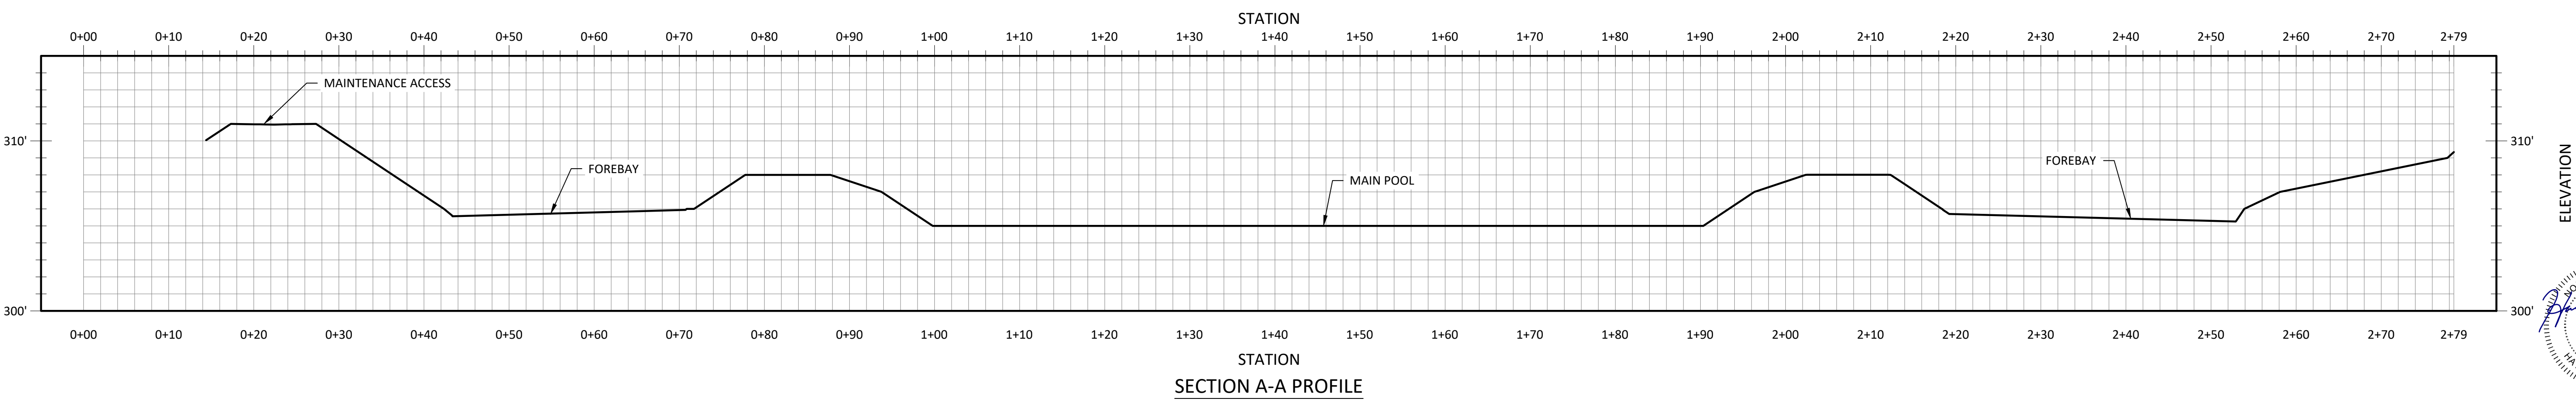 STATION
0+00 0+10 0+20 0+30 0+40 0+50 0+60 0+70 0+80 0+90 1+00 1+10 1+20 1+30 1+40 1+50 1+60 1+70 1+80 1+90 2+00 2+10 2+20 2+30 2+40 2+50 2+60 2+70 2+79
MAINTENANCE ACCESS
310' 310'
FOREBAY
MAIN POOL
FOREBAY
ELEVATION
300' 300'
0+00 0+10 0+20 0+30 0+40 0+50 0+60 0+70 0+80 0+90 1+00 1+10 1+20 1+30 1+40 1+50 1+60 1+70 1+80 1+90 2+00 2+10 2+20 2+30 2+40 2+50 2+60 2+70 2+79
STATION
SECTION A-A PROFILE